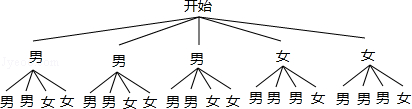 开始
男 男 男 女 女
男 男 女 女 男 男 女 女 男 男 女 女 男 男 男 女 男 男 男 女